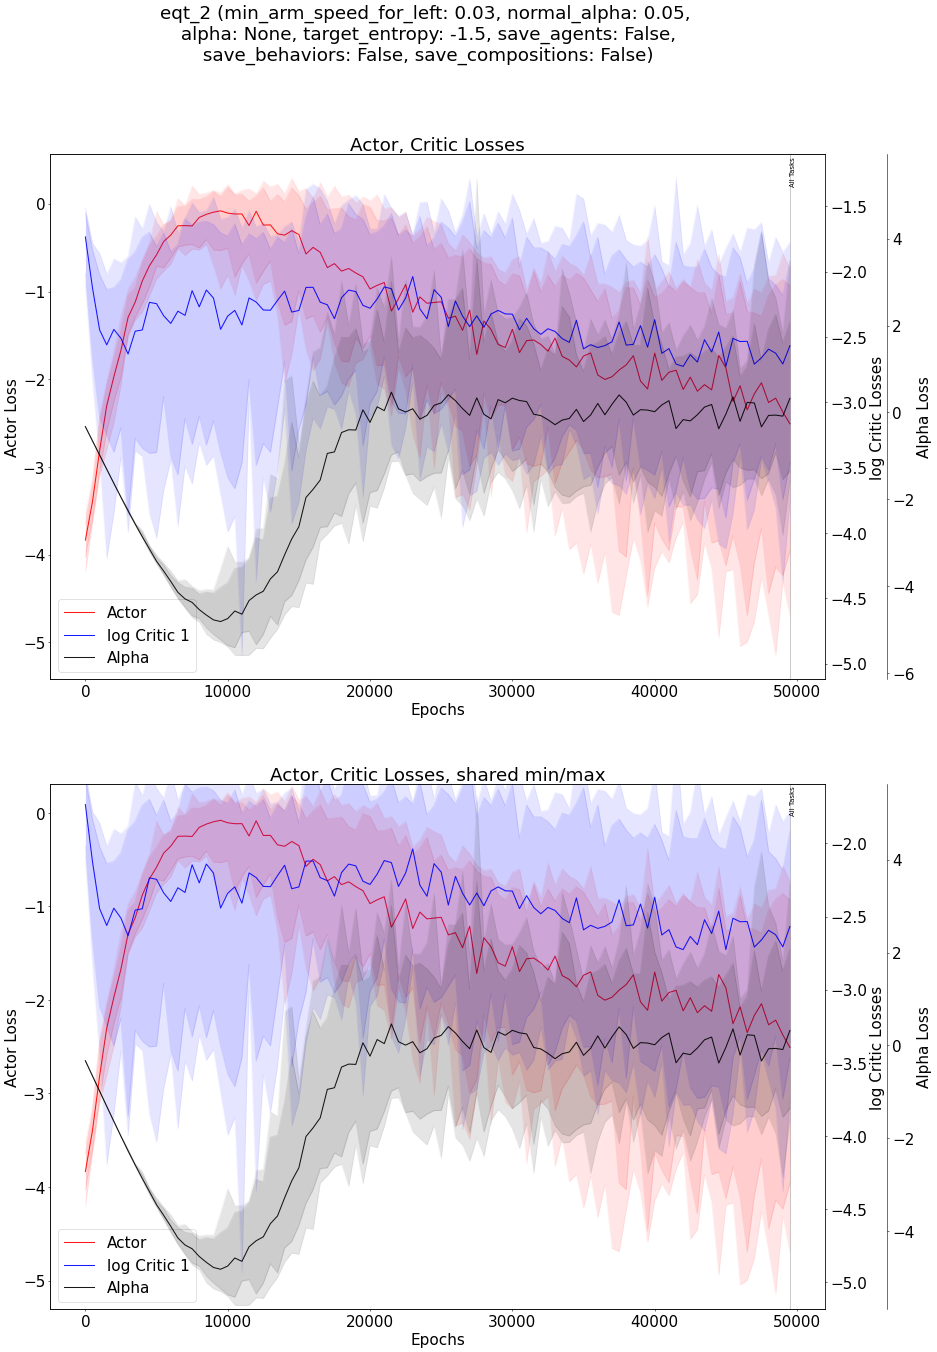 eqt_2 (min_arm_speed_for_left: 0.03, normal_alpha: 0.05,
alpha: None, target_entropy: -1.5, save_agents: False,
save_behaviors: False, save_compositions: False)
Actor, Critic Losses
All Tasks
Actor Loss
0
−1
−2
−3
−4
−5
log Critic Losses
−1.5
−2.0
−2.5
−3.0
−3.5
−4.0
−4.5
−5.0
Alpha Loss
4
2
0
−2
−4
−6
Actor
log Critic 1
Alpha
0
10000
20000
30000
40000
50000
Epochs
Actor, Critic Losses, shared min/max
All Tasks
Actor Loss
0
−1
−2
−3
−4
−5
log Critic Losses
−2.0
−2.5
−3.0
−3.5
−4.0
−4.5
−5.0
Alpha Loss
4
2
0
−2
−4
Actor
log Critic 1
Alpha
0
10000
20000
30000
40000
50000
Epochs